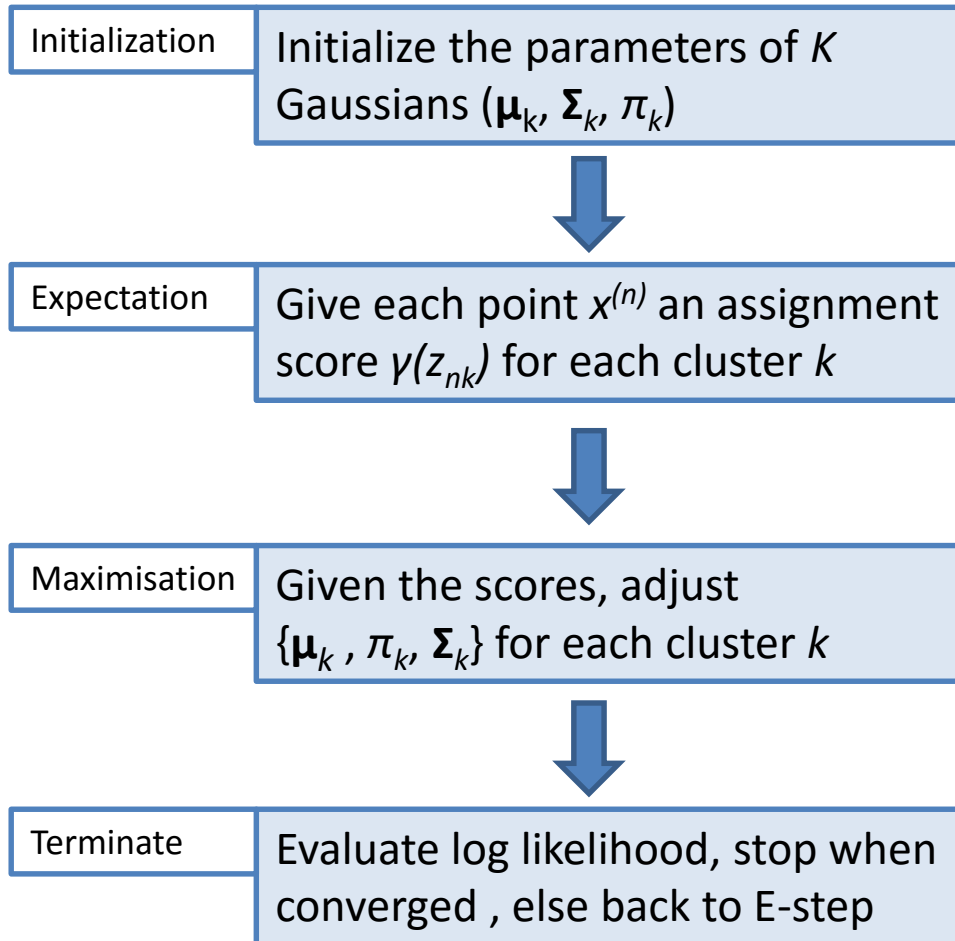 Initialization
Initialize the parameters of K
Gaussians (μk, Σk, πk)
Expectation
Give each point x(n) an assignment
score γ(znk) for each cluster k
Maximisation
Given the scores, adjust
{μk , πk, Σk} for each cluster k
Terminate
Evaluate log likelihood, stop when
converged , else back to E-step